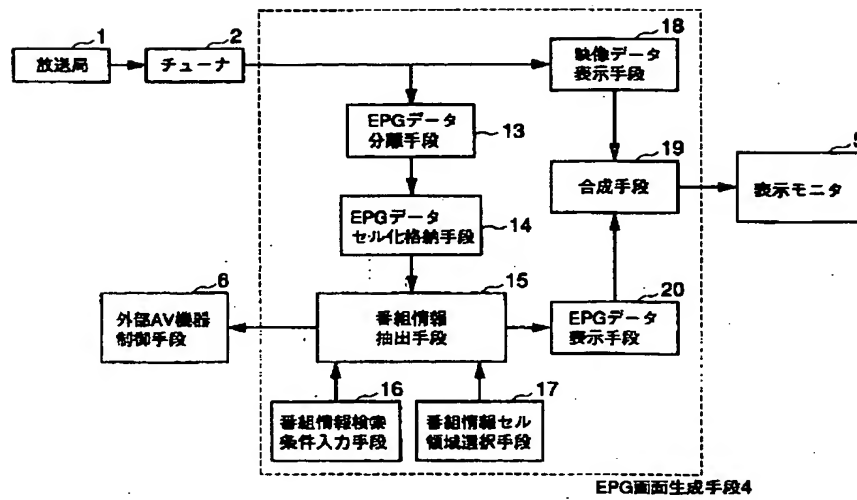 1
放送局
2
チューナ
18
映像データ
表示手段
EPGデータ
分離手段
13
19
合成手段
5
表示モニタ
EPGデータ
セル化格納手段
14
6
外部AV機器
制御手段
15
番組情報
抽出手段
20
EPGデータ
表示手段
16
番組情報検索
条件入力手段
17
番組情報セル
領域選択手段
EPG画面生成手段4